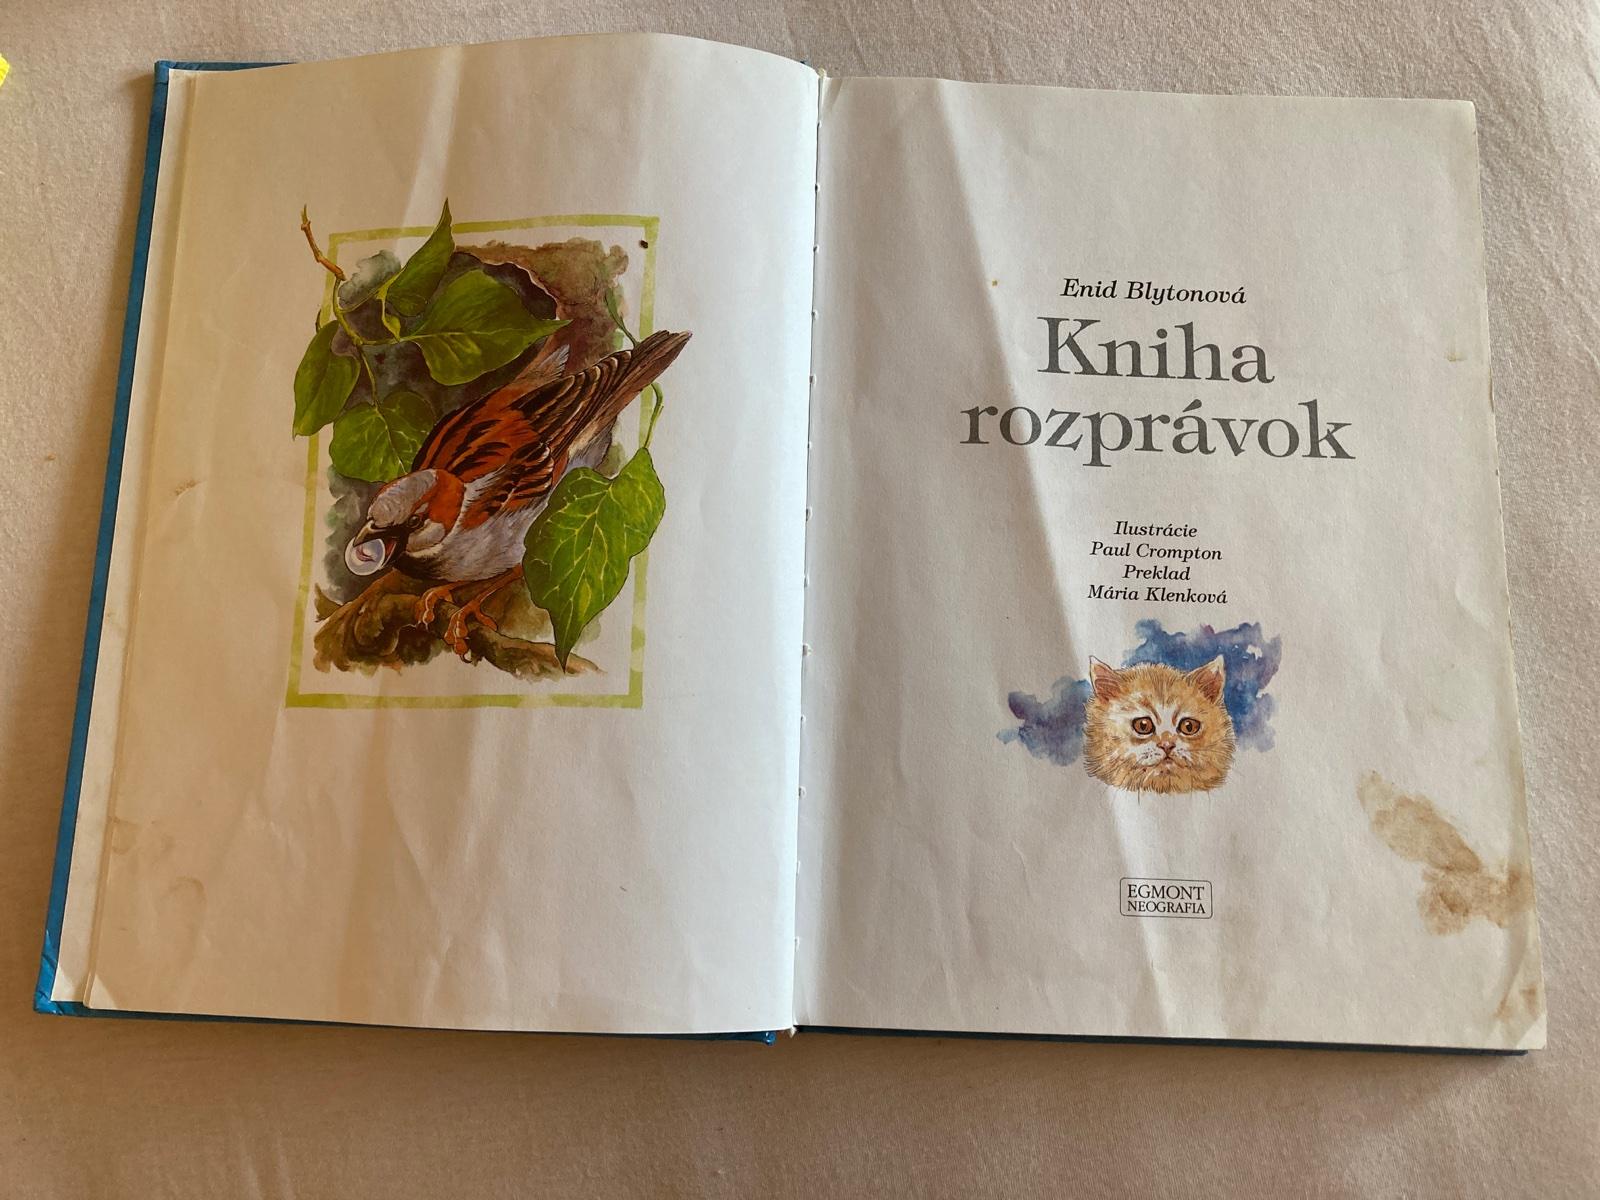 Enid Blytonová
Kniha
rozprávok
Ilustrácie
Paul Crompton
Preklad
Mária Klenková
EGMONT
NEOGRAFIA